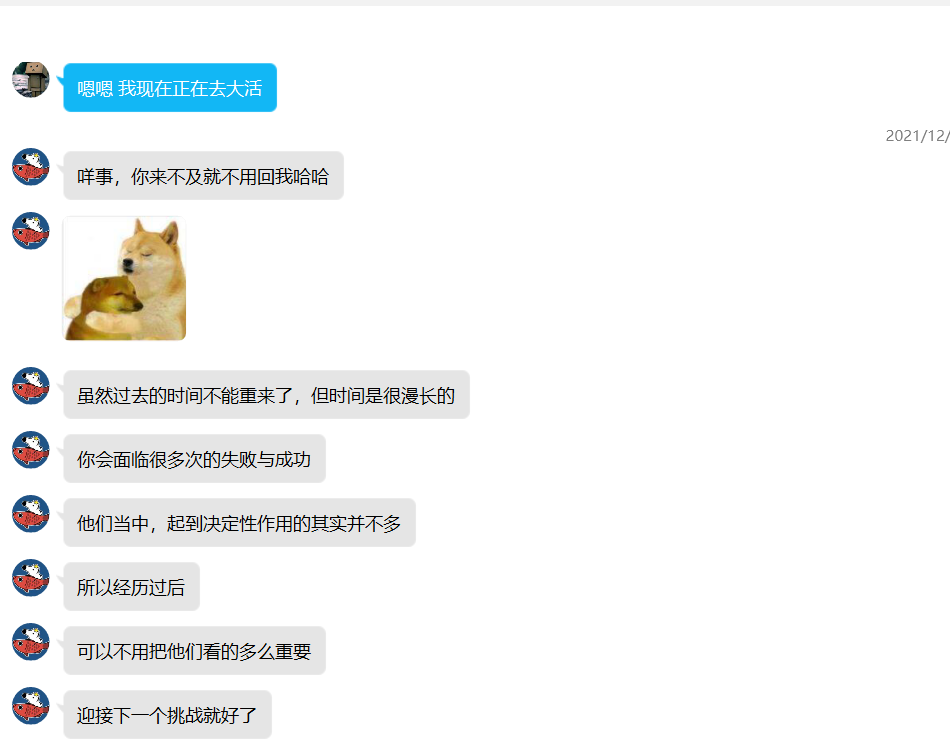 嗯嗯 我现在正在去大活
2021/12/
咩事，你来不及就不用回我哈哈
虽然过去的时间不能重来了，但时间是很漫长的
你会面临很多次的失败与成功
他们当中，起到决定性作用的其实并不多
所以经历过后
可以不用把他们看的多么重要
迎接下一个挑战就好了